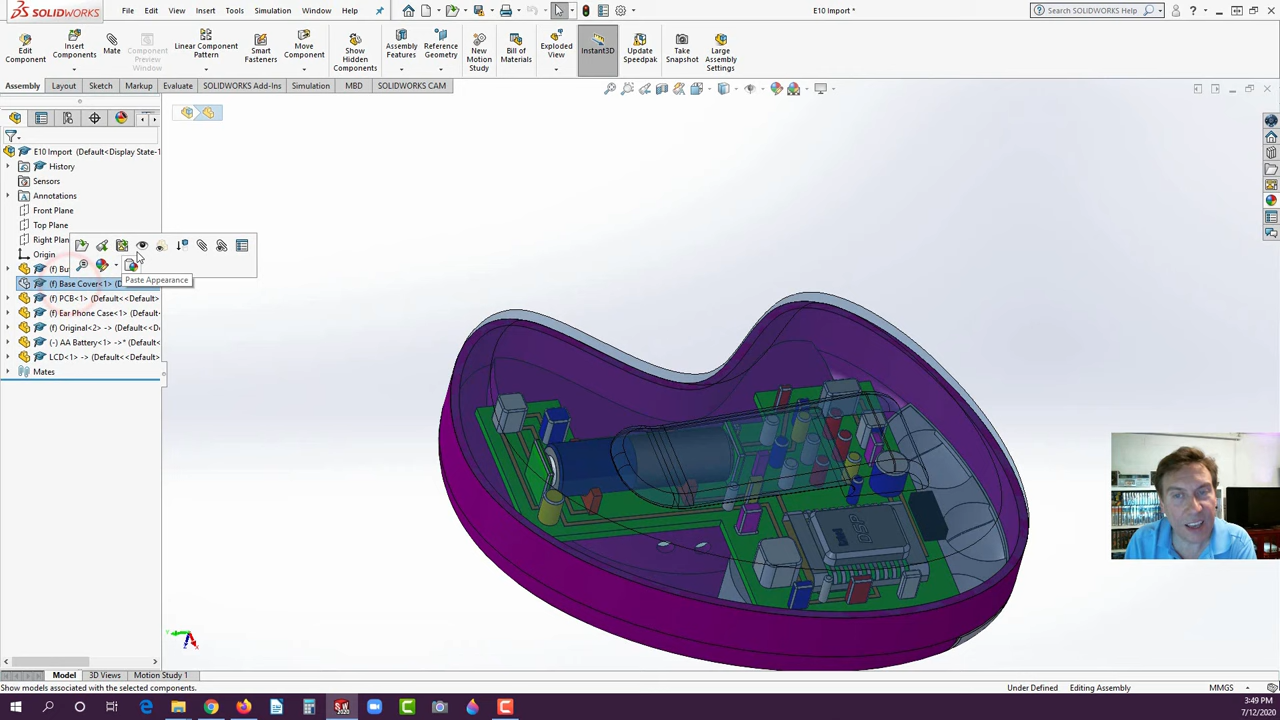 SOLIDWORKS
File Edit View Insert Tools Simulation Window Help
E10 Import *
Search SOLIDWORKS Help
Edit Component
Insert Components
Mate
Component Preview Window
Linear Component Pattern
Smart Fasteners
Move Component
Show Hidden Components
Assembly Features
Reference Geometry
New Motion Study
Bill of Materials
Exploded View
Instant3D
Update Speedpak
Take Snapshot
Large Assembly Settings
Assembly Layout Sketch Markup Evaluate SOLIDWORKS Add-Ins Simulation MBD SOLIDWORKS CAM
E10 Import (Default<Display State-1
History
Sensors
Annotations
Front Plane
Top Plane
Right Plan
Origin
(f) Bu
Paste Appearance
(f) Base Cover<1> (D
(f) PCB<1> (Default<<Default>
(f) Ear Phone Case<1> (Default<
(f) Original<2> -> (Default<<D
(-) AA Battery<1> ->* (Default<
LCD<1> -> (Default<<Default>
Mates
DSP
Model 3D Views Motion Study 1
Show models associated with the selected components.
Under Defined Editing Assembly MMGS
3:49 PM
7/12/2020